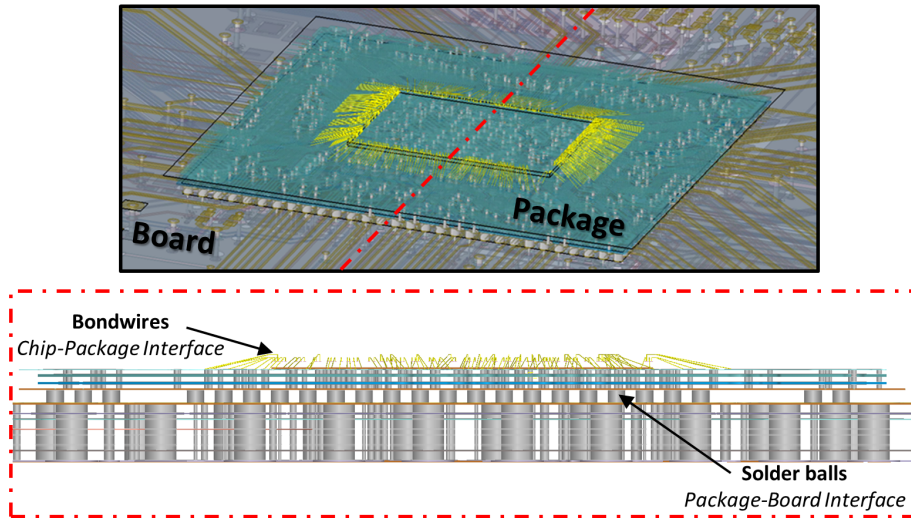 Package
Board
Bondwires
Chip-Package Interface
Solder balls
Package-Board Interface